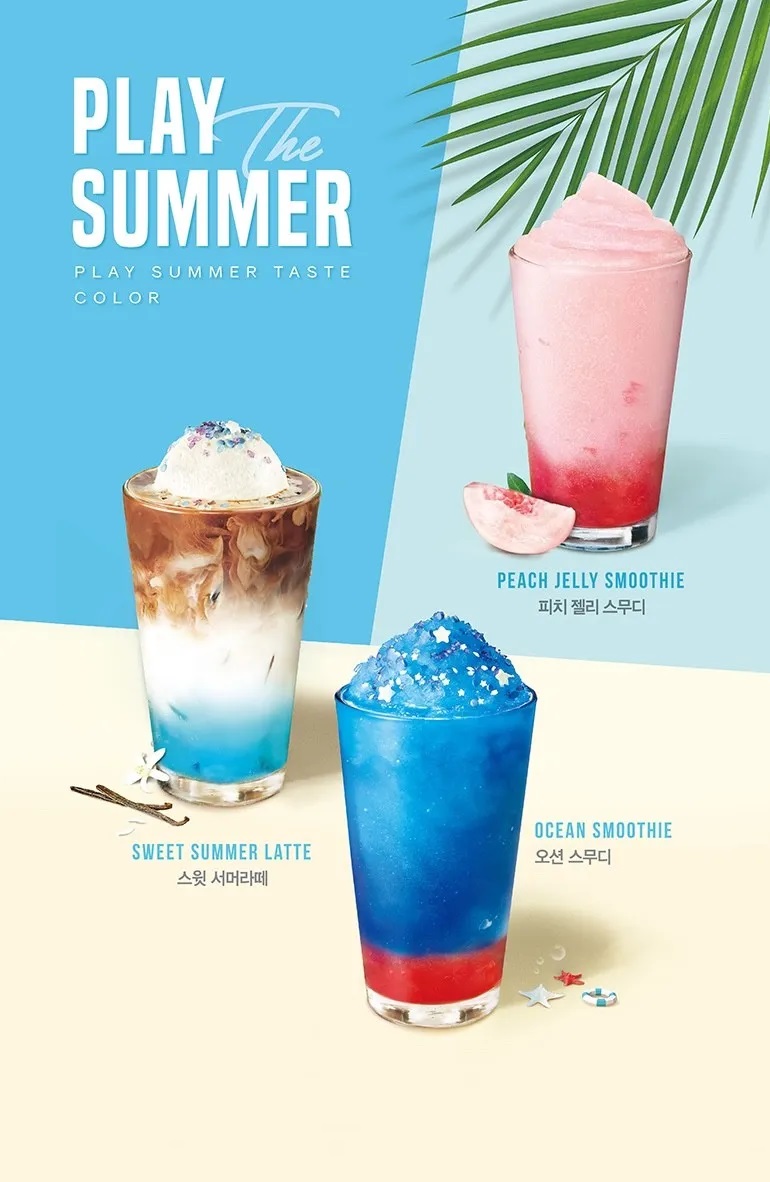 PLAY The
SUMMER
PLAY SUMMER TASTE
COLOR
PEACH JELLY SMOOTHIE
피치 젤리 스무디
OCEAN SMOOTHIE
오션 스무디
SWEET SUMMER LATTE
스윗 서머라떼